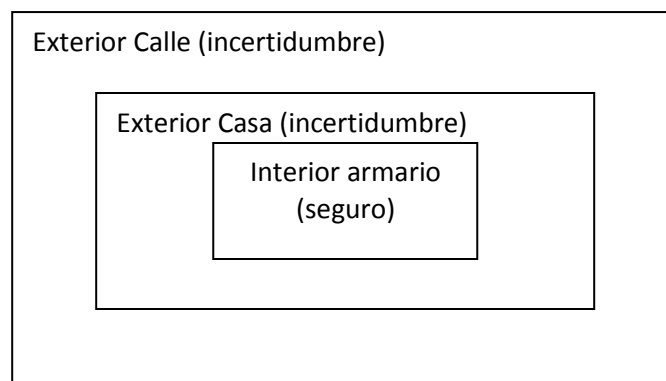 Exterior Calle (incertidumbre)
Exterior Casa (incertidumbre)
Interior armario
(seguro)